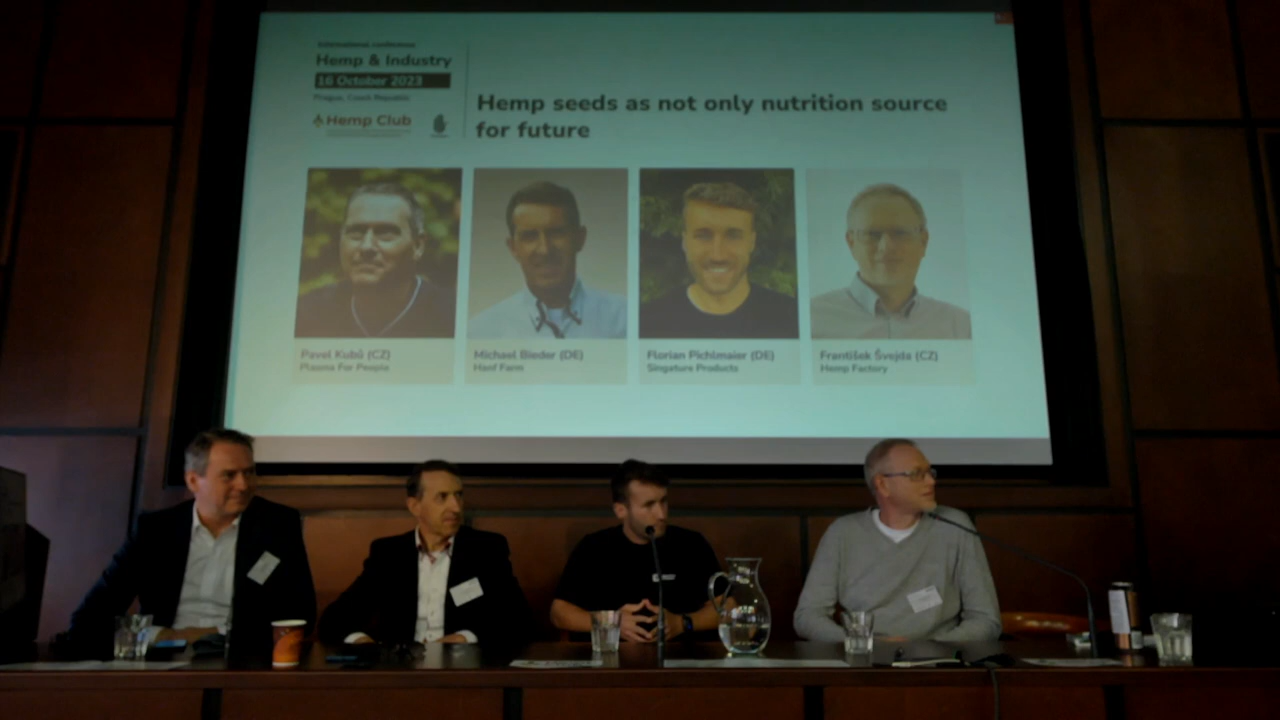 International conference
Hemp & Industry
16 October 2023
Prague, Czech Republic
Hemp Club
Hemp seeds as not only nutrition source
for future
Pavel Kubů (CZ)
Plasma For People
Michael Bieder (DE)
Hanf Farm
Florian Pichlmaier (DE)
Singature Products
František Švejda (CZ)
Hemp Factory